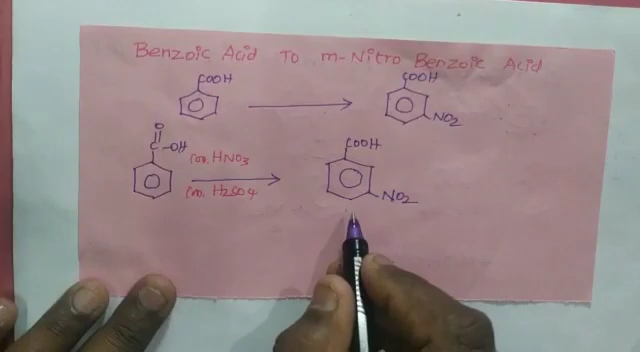 Benzoic Acid To m-Nitro Benzoic Acid
COOH COOH
NO2
O
C-OH COOH
Con. HNO3
Con. H2SO4 NO2